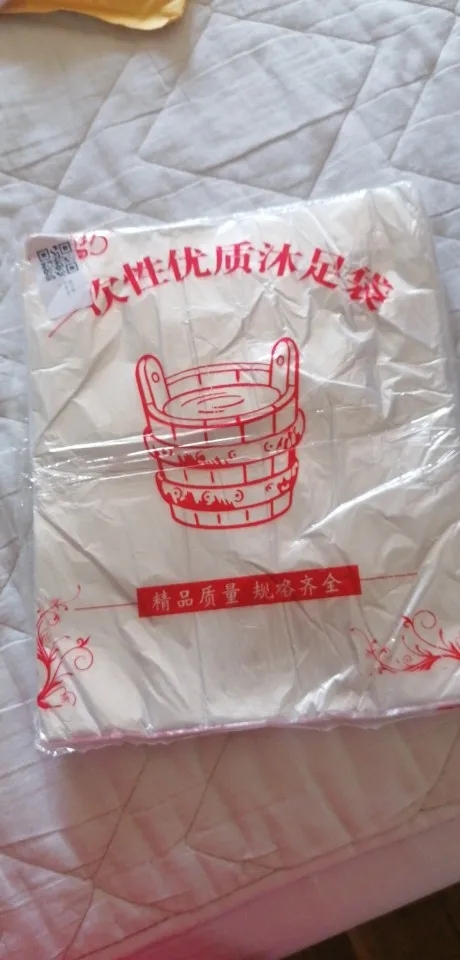 一次性优质沐足袋
精品质量 规格齐全